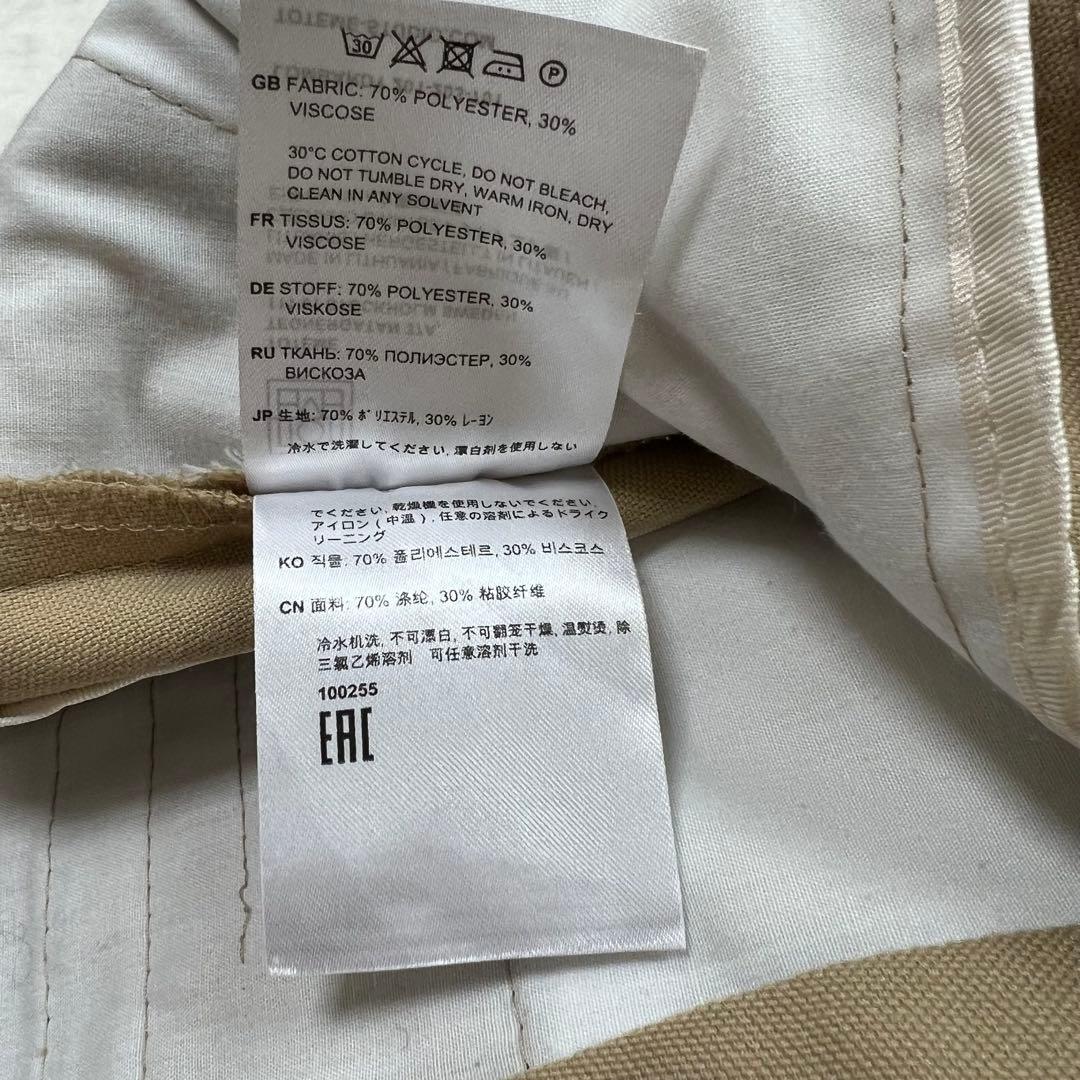 30 P
GB FABRIC: 70% POLYESTER, 30%
VISCOSE
30°C COTTON CYCLE, DO NOT BLEACH,
DO NOT TUMBLE DRY, WARM IRON, DRY
CLEAN IN ANY SOLVENT
FR TISSUS: 70% POLYESTER, 30%
VISCOSE
DE STOFF: 70% POLYESTER, 30%
VISKOSE
RU ТКАНЬ: 70% ПОЛИЭСТЕР, 30%
ВИСКОЗА
JP 生地: 70% ポリエステル, 30% レーヨン
冷水で洗濯してください, 漂白剤を使用しない
でください, 乾燥機を使用しないでください,
アイロン ( 中温 ) , 任意の溶剤によるドライク
リーニング
KO 직물: 70% 폴리에스테르, 30% 비스코스
CN 面料: 70% 涤纶, 30% 粘胶纤维
冷水机洗, 不可漂白, 不可翻笼干燥, 温熨烫, 除
三氯乙烯溶剂 可任意溶剂干洗
100255
EAC